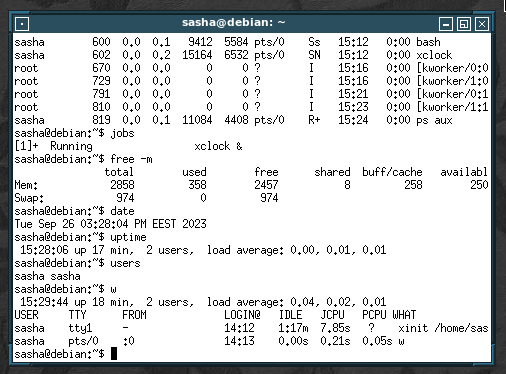 sasha@debian: ~
sasha 600 0.0 0.1 9412 5584 pts/0 Ss 15:12 0:00 bash
sasha 602 0.0 0.2 15164 6532 pts/0 SN 15:12 0:00 xclock
root 670 0.0 0.0 0 0 ? I 15:16 0:00 [kworker/0:0
root 729 0.0 0.0 0 0 ? I 15:16 0:00 [kworker/1:0
root 791 0.0 0.0 0 0 ? I 15:21 0:00 [kworker/0:1
root 810 0.0 0.0 0 0 ? I 15:23 0:00 [kworker/1:1
sasha 819 0.0 0.1 11084 4408 pts/0 R+ 15:24 0:00 ps aux
sasha@debian:~$ jobs
[1]+ Running xclock &
sasha@debian:~$ free -m
total used free shared buff/cache availabl
Mem: 2858 358 2457 8 258 250
Swap: 974 0 974
sasha@debian:~$ date
Tue Sep 26 03:28:04 PM EEST 2023
sasha@debian:~$ uptime
15:28:06 up 17 min, 2 users, load average: 0.00, 0.01, 0.01
sasha@debian:~$ users
sasha sasha
sasha@debian:~$ w
15:29:44 up 18 min, 2 users, load average: 0.04, 0.02, 0.01
USER TTY FROM LOGIN@ IDLE JCPU PCPU WHAT
sasha tty1 - 14:12 1:17m 7.85s ? xinit /home/sas
sasha pts/0 :0 14:13 0.00s 0.21s 0.05s w
sasha@debian:~$